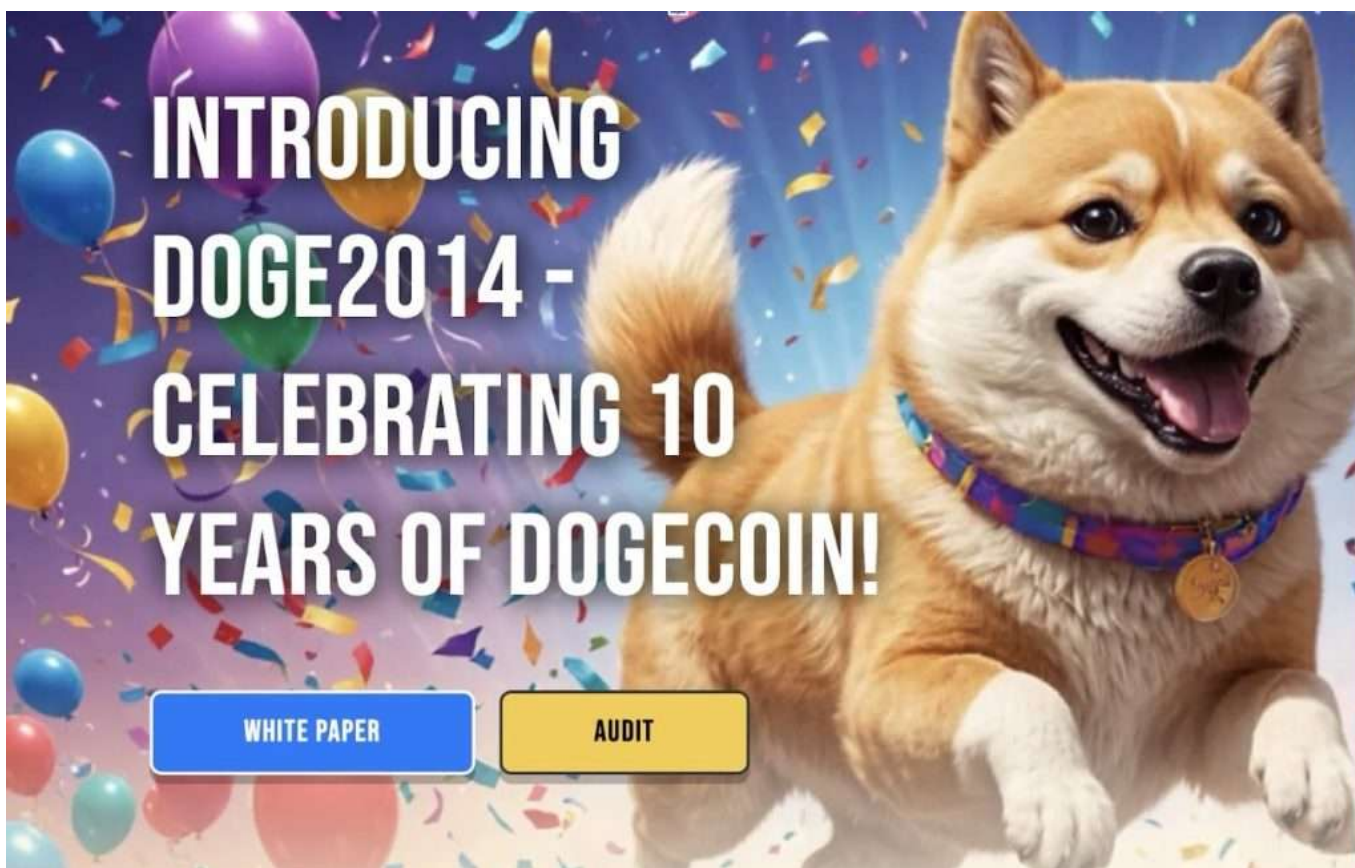 INTRODUCING
DOGE2014 -
CELEBRATING 10
YEARS OF DOGECOIN!
WHITE PAPER
AUDIT